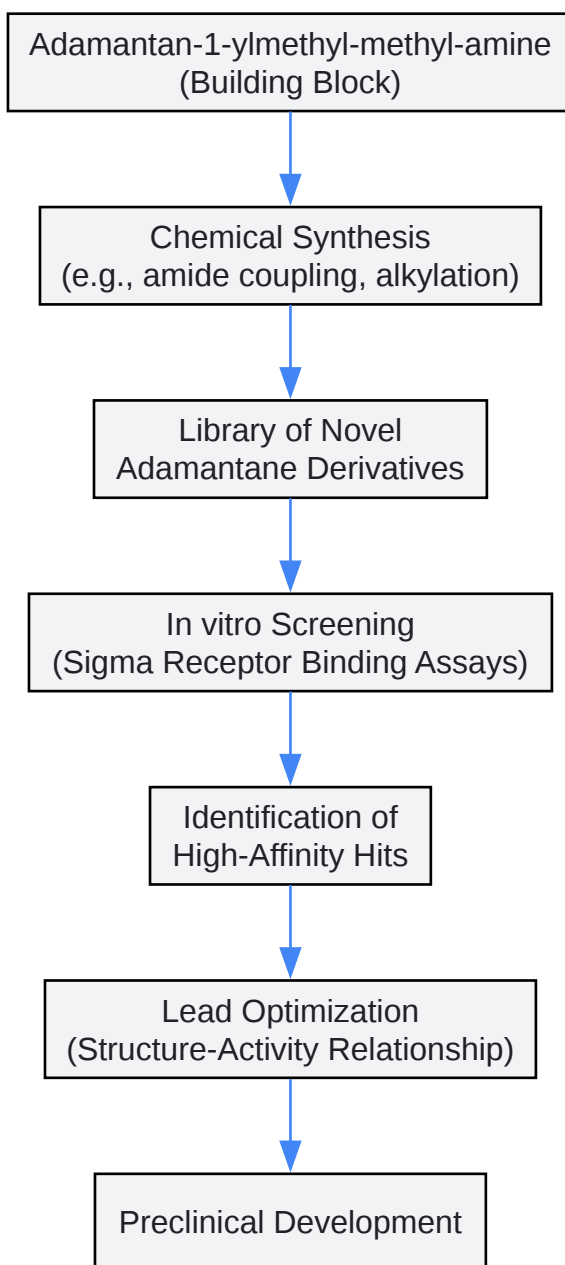 Adamantan-1-ylmethyl-methyl-amine
(Building Block)
Chemical Synthesis
(e.g., amide coupling, alkylation)
Library of Novel
Adamantane Derivatives
In vitro Screening
(Sigma Receptor Binding Assays)
Identification of
High-Affinity Hits
Lead Optimization
(Structure-Activity Relationship)
Preclinical Development